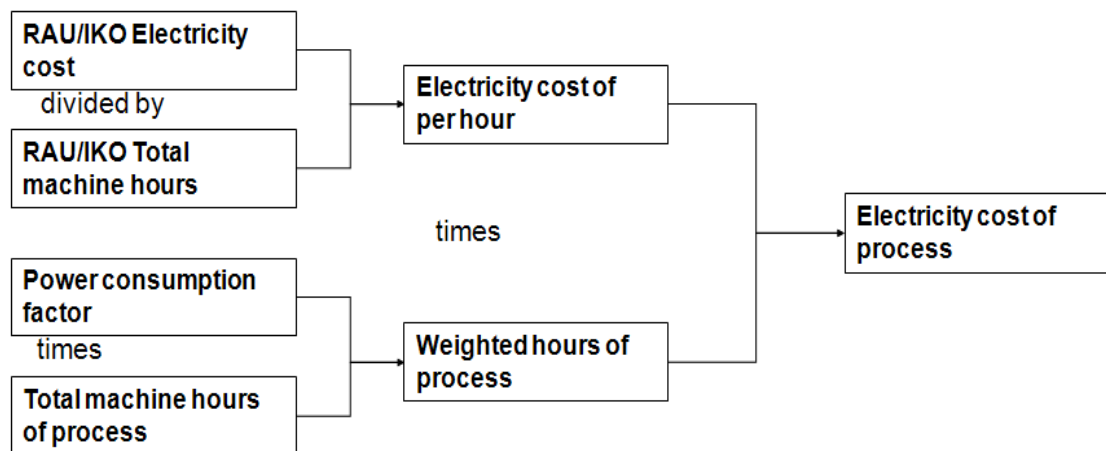 RAU/IKO Electricity
cost
divided by
RAU/IKO Total
machine hours
Electricity cost of
per hour
times
Power consumption
factor
times
Total machine hours
of process
Weighted hours of
process
Electricity cost of
process